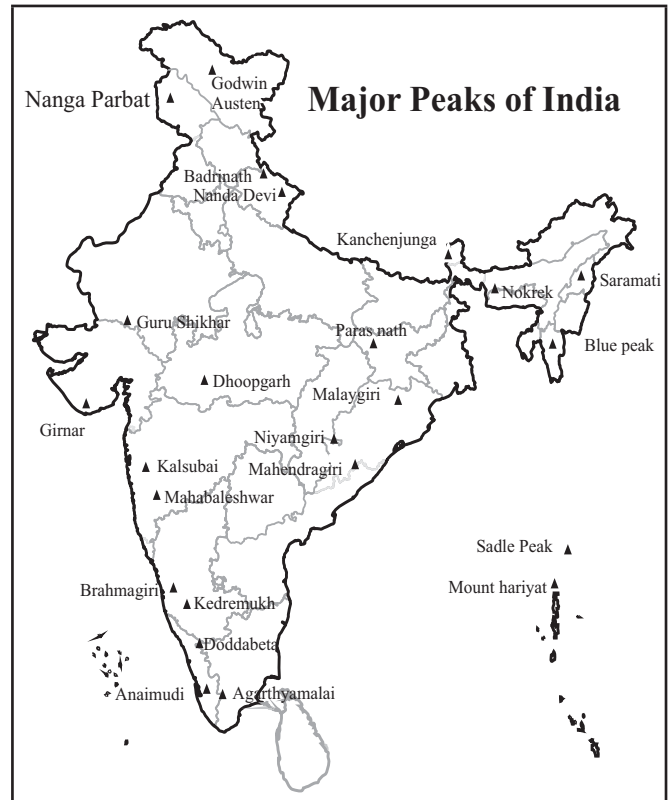 Major Peaks of India
Godwin
Austen
Nanga Parbat
Badrinath
Nanda Devi
Kanchenjunga
Saramati
Nokrek
Guru Shikhar
Paras nath
Blue peak
Dhoopgarh
Malaygiri
Girnar
Niyamgiri
Kalsubai
Mahendragiri
Mahabaleshwar
Sadle Peak
Mount hariyat
Brahmagiri
Kedremukh
Doddabeta
Anaimudi
Agarthyamalai